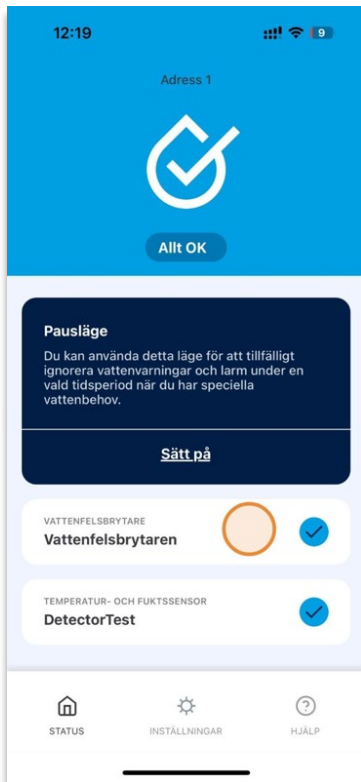 12:19
9
Adress 1
Allt OK
Pausläge
Du kan använda detta läge för att tillfälligt
ignorera vattenvarningar och larm under en
vald tidsperiod när du har speciella
vattenbehov.
Sätt på
VATTENFELSBRYTARE
Vattenfelsbrytaren
TEMPERATUR- OCH FUKTSSENSOR
DetectorTest
STATUS
INSTÄLLNINGAR
HJÄLP